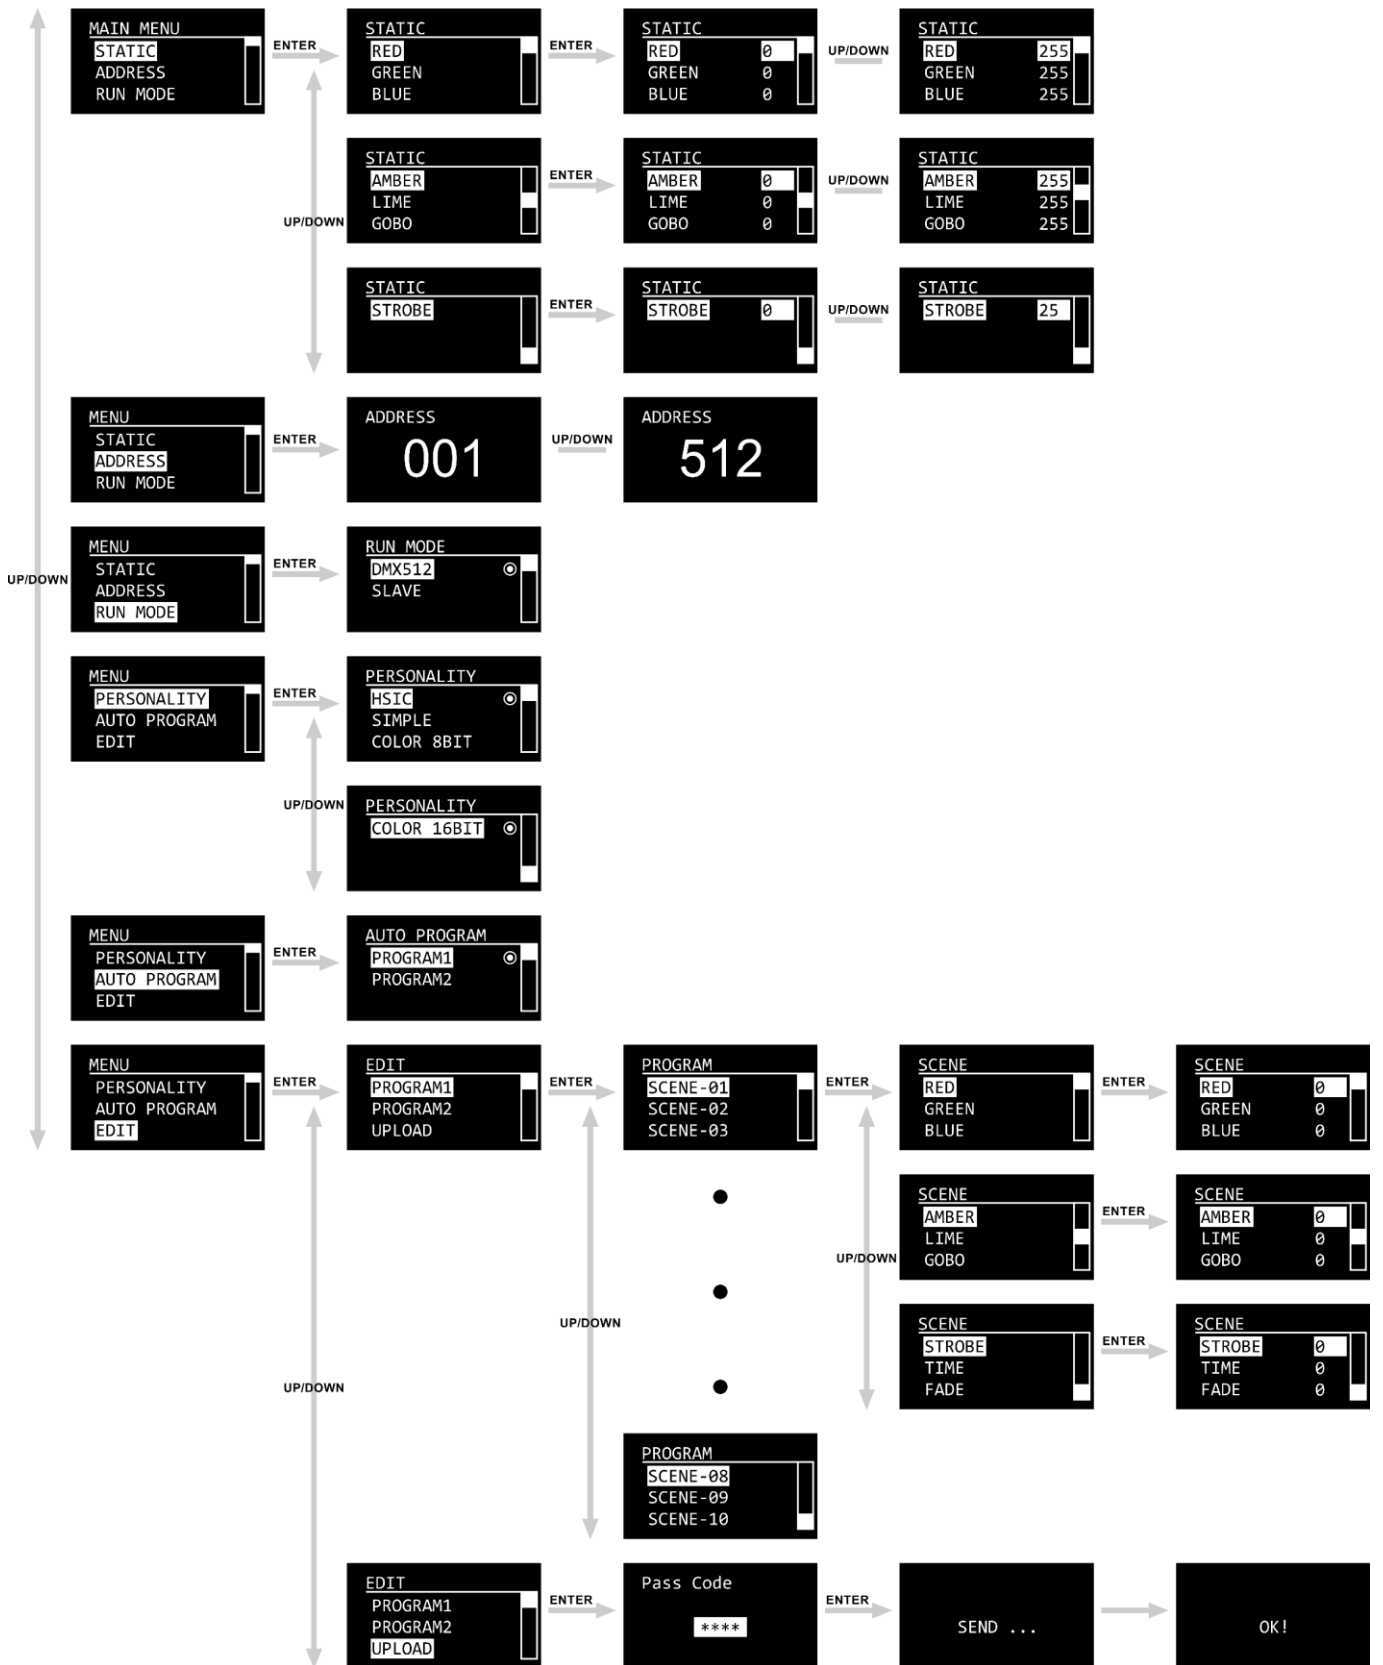 MAIN MENU
STATIC
ADDRESS
RUN MODE
ENTER
STATIC
RED
GREEN
BLUE
ENTER
STATIC
RED 0
GREEN 0
BLUE 0
UP/DOWN
STATIC
RED 255
GREEN 255
BLUE 255
UP/DOWN
STATIC
AMBER
LIME
GOBO
ENTER
STATIC
AMBER 0
LIME 0
GOBO 0
UP/DOWN
STATIC
AMBER 255
LIME 255
GOBO 255
STATIC
STROBE
ENTER
STATIC
STROBE 0
UP/DOWN
STATIC
STROBE 25
MENU
STATIC
ADDRESS
RUN MODE
ENTER
ADDRESS
001
UP/DOWN
ADDRESS
512
UP/DOWN
MENU
STATIC
ADDRESS
RUN MODE
ENTER
RUN MODE
DMX512
SLAVE
MENU
PERSONALITY
AUTO PROGRAM
EDIT
ENTER
PERSONALITY
HSIC
SIMPLE
COLOR 8BIT
UP/DOWN
PERSONALITY
COLOR 16BIT
MENU
PERSONALITY
AUTO PROGRAM
EDIT
ENTER
AUTO PROGRAM
PROGRAM1
PROGRAM2
MENU
PERSONALITY
AUTO PROGRAM
EDIT
ENTER
EDIT
PROGRAM1
PROGRAM2
UPLOAD
ENTER
PROGRAM
SCENE-01
SCENE-02
SCENE-03
ENTER
SCENE
RED
GREEN
BLUE
ENTER
SCENE
RED 0
GREEN 0
BLUE 0
UP/DOWN
SCENE
AMBER
LIME
GOBO
ENTER
SCENE
AMBER 0
LIME 0
GOBO 0
UP/DOWN
SCENE
STROBE
TIME
FADE
ENTER
SCENE
STROBE 0
TIME 0
FADE 0
UP/DOWN
PROGRAM
SCENE-08
SCENE-09
SCENE-10
EDIT
PROGRAM1
PROGRAM2
UPLOAD
ENTER
Pass Code
****
ENTER
SEND ...
OK!